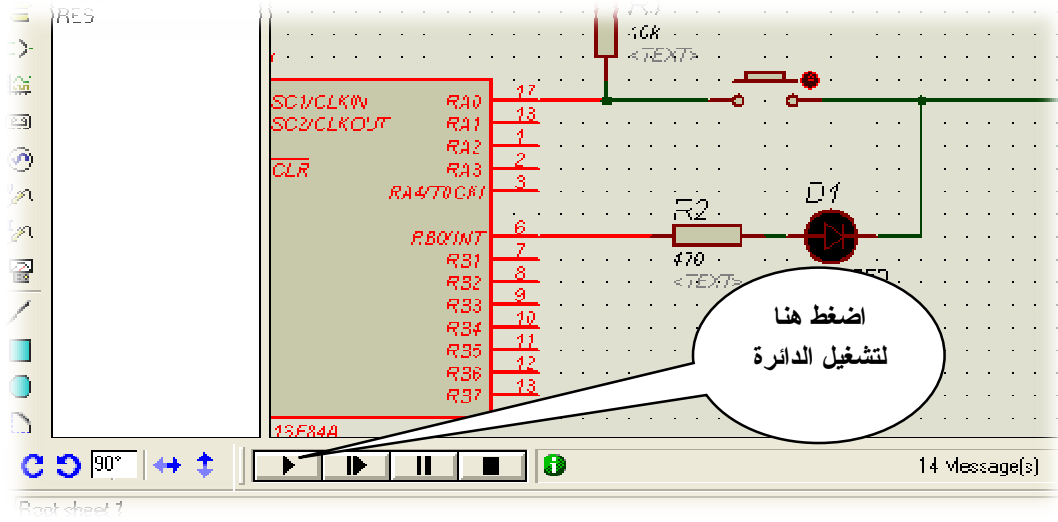 RES
10k
<TEXT>
SC1/CLKIN
SC2/CLKOUT
CLR
RA0
RA1
RA2
RA3
RA4/T0CKI
RB0/INT
RB1
RB2
RB3
RB4
RB5
RB6
RB7
17
18
1
2
3
6
7
8
9
10
11
12
13
R2
470
<TEXT>
D1
اضغط هنا
لتشغيل الدائرة
90°
14 Message(s)
Root sheet 1